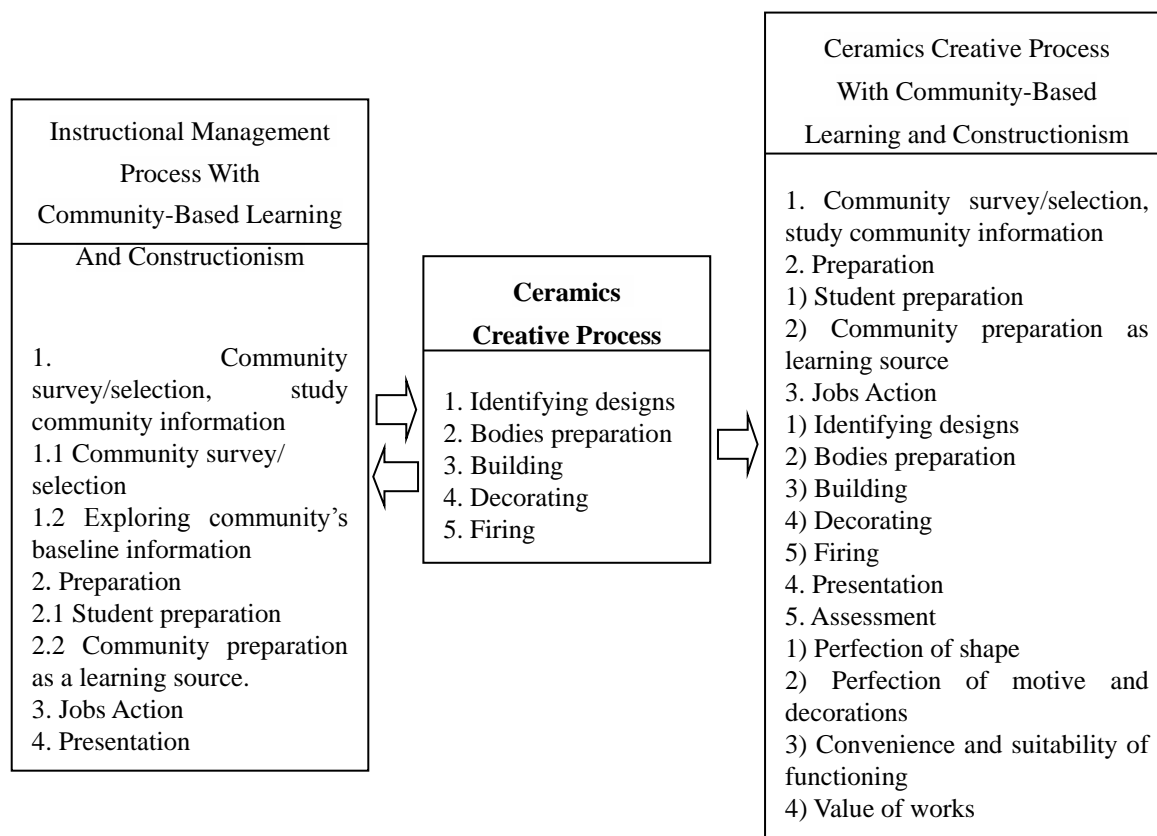 Instructional Management
Process With
Community-Based Learning
And Constructionism
1. Community
survey/selection, study
community information
1.1 Community survey/
selection
1.2 Exploring community’s
baseline information
2. Preparation
2.1 Student preparation
2.2 Community preparation
as a learning source.
3. Jobs Action
4. Presentation
Ceramics
Creative Process
1. Identifying designs
2. Bodies preparation
3. Building
4. Decorating
5. Firing
Ceramics Creative Process
With Community-Based
Learning and Constructionism
1. Community survey/selection,
study community information
2. Preparation
1) Student preparation
2) Community preparation as
learning source
3. Jobs Action
1) Identifying designs
2) Bodies preparation
3) Building
4) Decorating
5) Firing
4. Presentation
5. Assessment
1) Perfection of shape
2) Perfection of motive and
decorations
3) Convenience and suitability of
functioning
4) Value of works